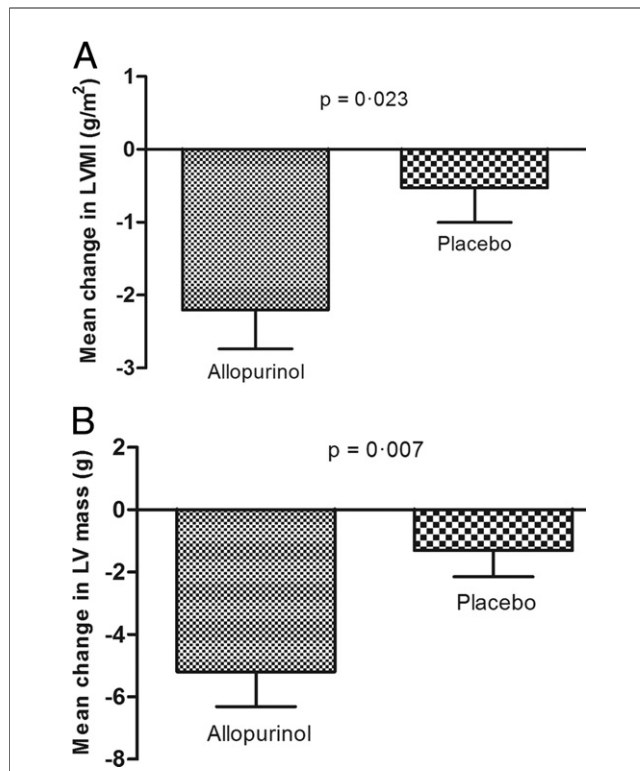 A
Mean change in LVMI (g/m²)
1
0
-1
-2
-3
p = 0·023
Placebo
Allopurinol
B
Mean change in LV mass (g)
2
0
-2
-4
-6
-8
p = 0·007
Placebo
Allopurinol